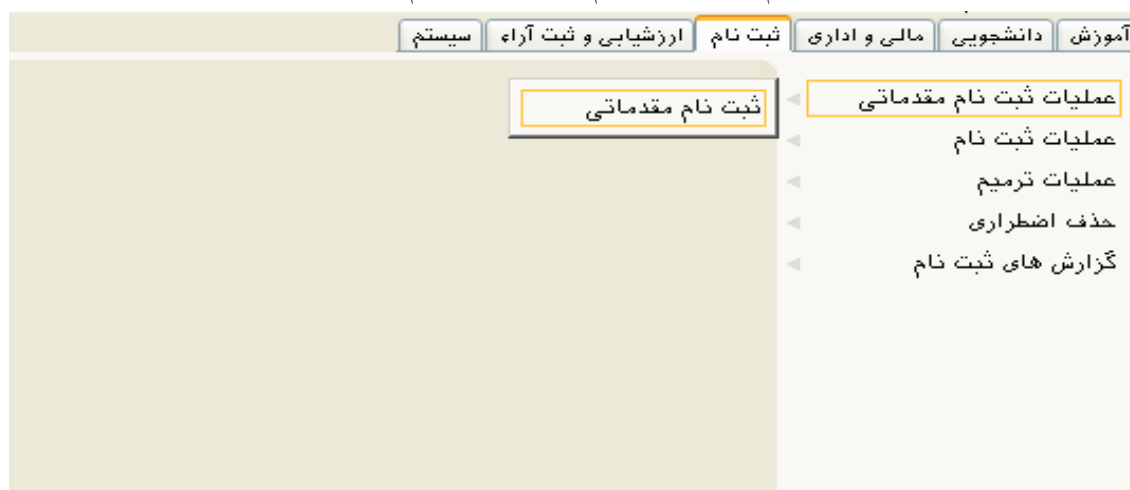 آموزش دانشجویی مالی و اداری ثبت نام ارزشیابی و ثبت آراء سیستم
عملیات ثبت نام مقدماتی
ثبت نام مقدماتی
عملیات ثبت نام
عملیات ترمیم
حذف اضطراری
گزارش های ثبت نام